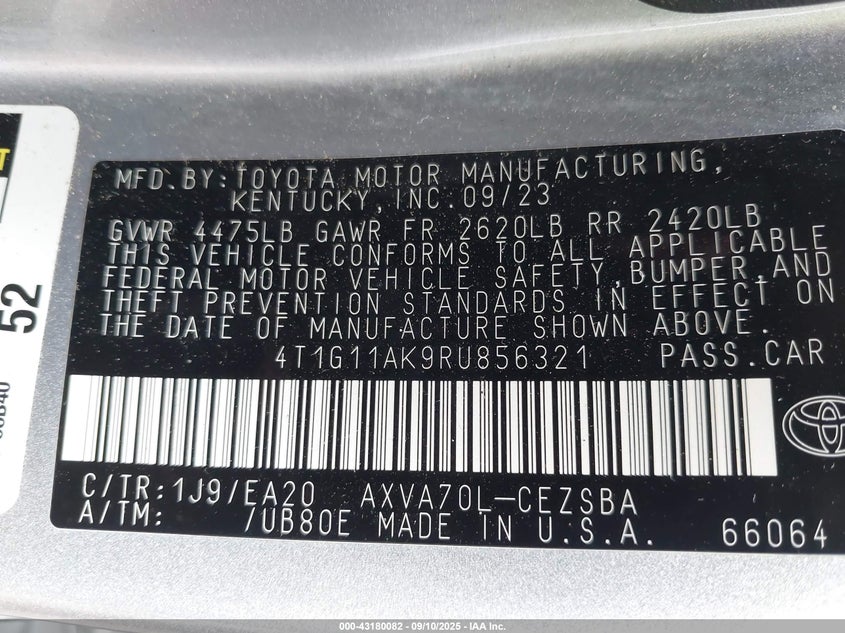 MFD.BY:TOYOTA MOTOR MANUFACTURING,
KENTUCKY,INC.09/23
GVWR 4475LB GAWR FR 2620LB RR 2420LB
THIS VEHICLE CONFORMS TO ALL APPLICABLE
FEDERAL MOTOR VEHICLE SAFETY,BUMPER,AND
THEFT PREVENTION STANDARDS IN EFFECT ON
THE DATE OF MANUFACTURE SHOWN ABOVE.
4T1G11AK9RU856321 PASS.CAR
C/TR:1J9/EA20 AXVA70L-CEZSBA
A/TM: /UB80E MADE IN U.S.A. 66064
52
000-43180082 - 09/10/2025 - IAA Inc.